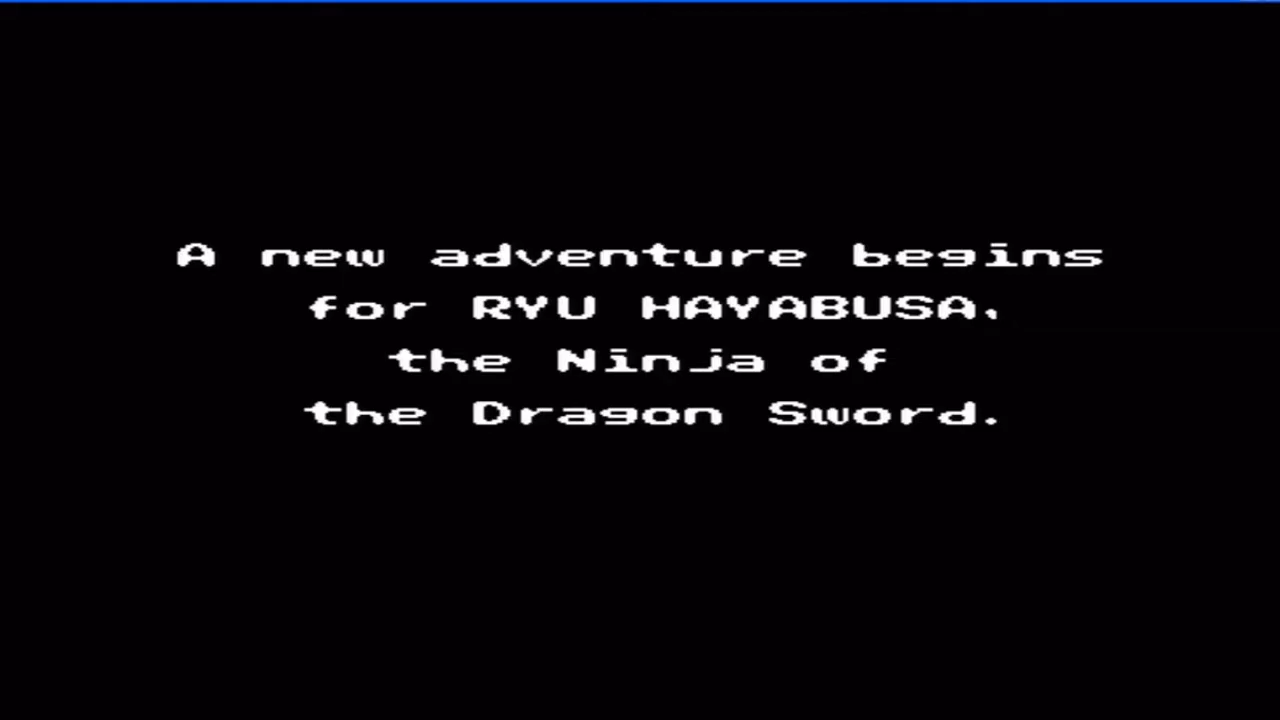 A new adventure begins
for RYU HAYABUSA,
the Ninja of
the Dragon Sword.